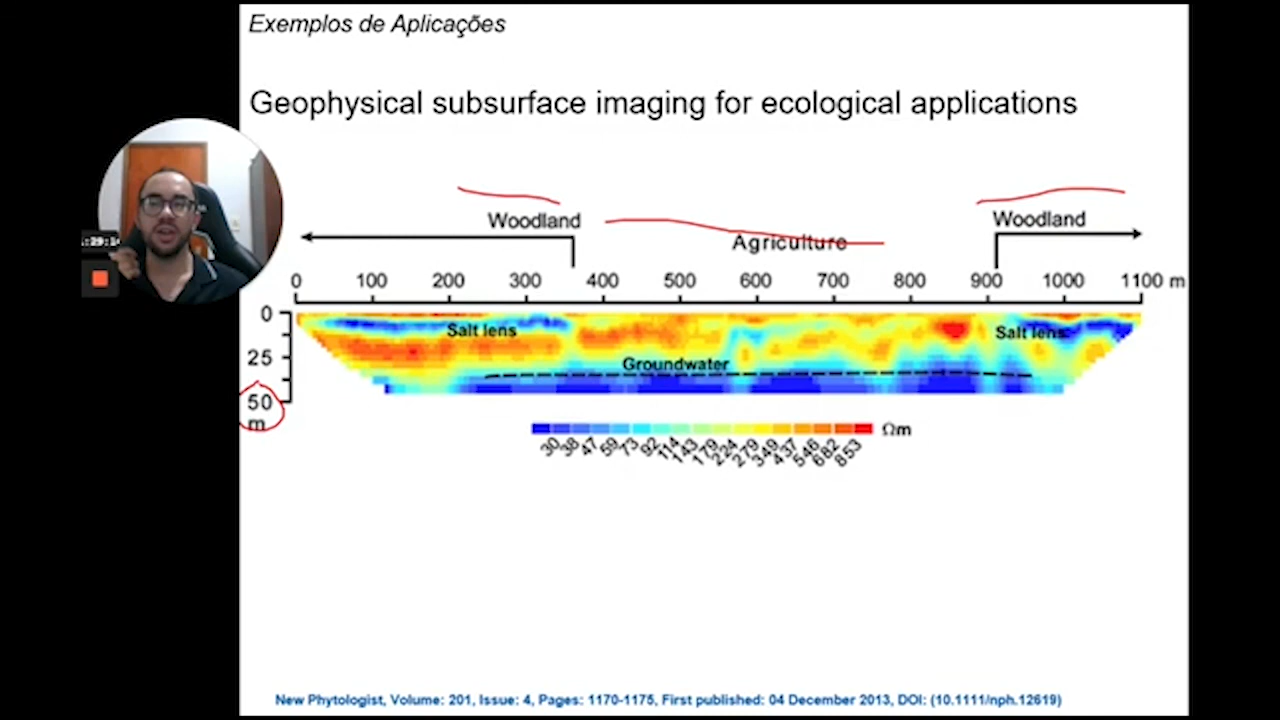 Exemplos de Aplicações
Geophysical subsurface imaging for ecological applications
Woodland
Agriculture
Woodland
0 100 200 300 400 500 600 700 800 900 1000 1100 m
0
25
50
m
Salt lens
Groundwater
Salt lens
30 38 47 59 73 92 114 143 179 224 279 349 437 546 682 853 Ωm
New Phytologist, Volume: 201, Issue: 4, Pages: 1170-1175, First published: 04 December 2013, DOI: (10.1111/nph.12619)